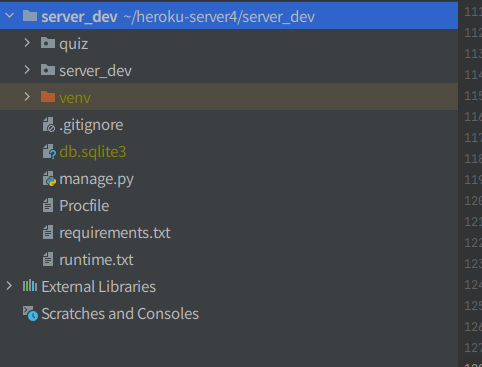 server_dev ~/heroku-server4/server_dev
quiz
server_dev
venv
.gitignore
db.sqlite3
manage.py
Procfile
requirements.txt
runtime.txt
External Libraries
Scratches and Consoles
111
112
113
114
115
116
117
118
119
120
121
122
123
124
125
126
127